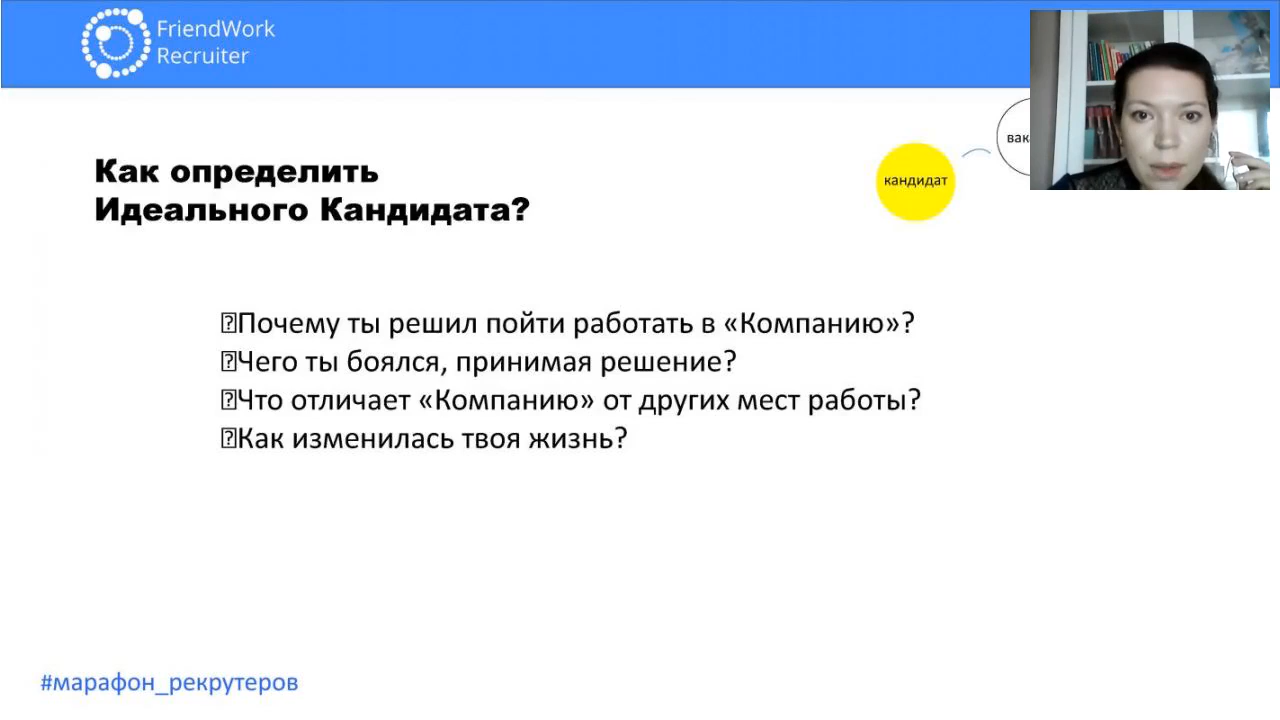 FriendWork
Recruiter
Как определить
Идеального Кандидата?
кандидат
Почему ты решил пойти работать в «Компанию»?
Чего ты боялся, принимая решение?
Что отличает «Компанию» от других мест работы?
Как изменилась твоя жизнь?
#марафон_рекрутеров